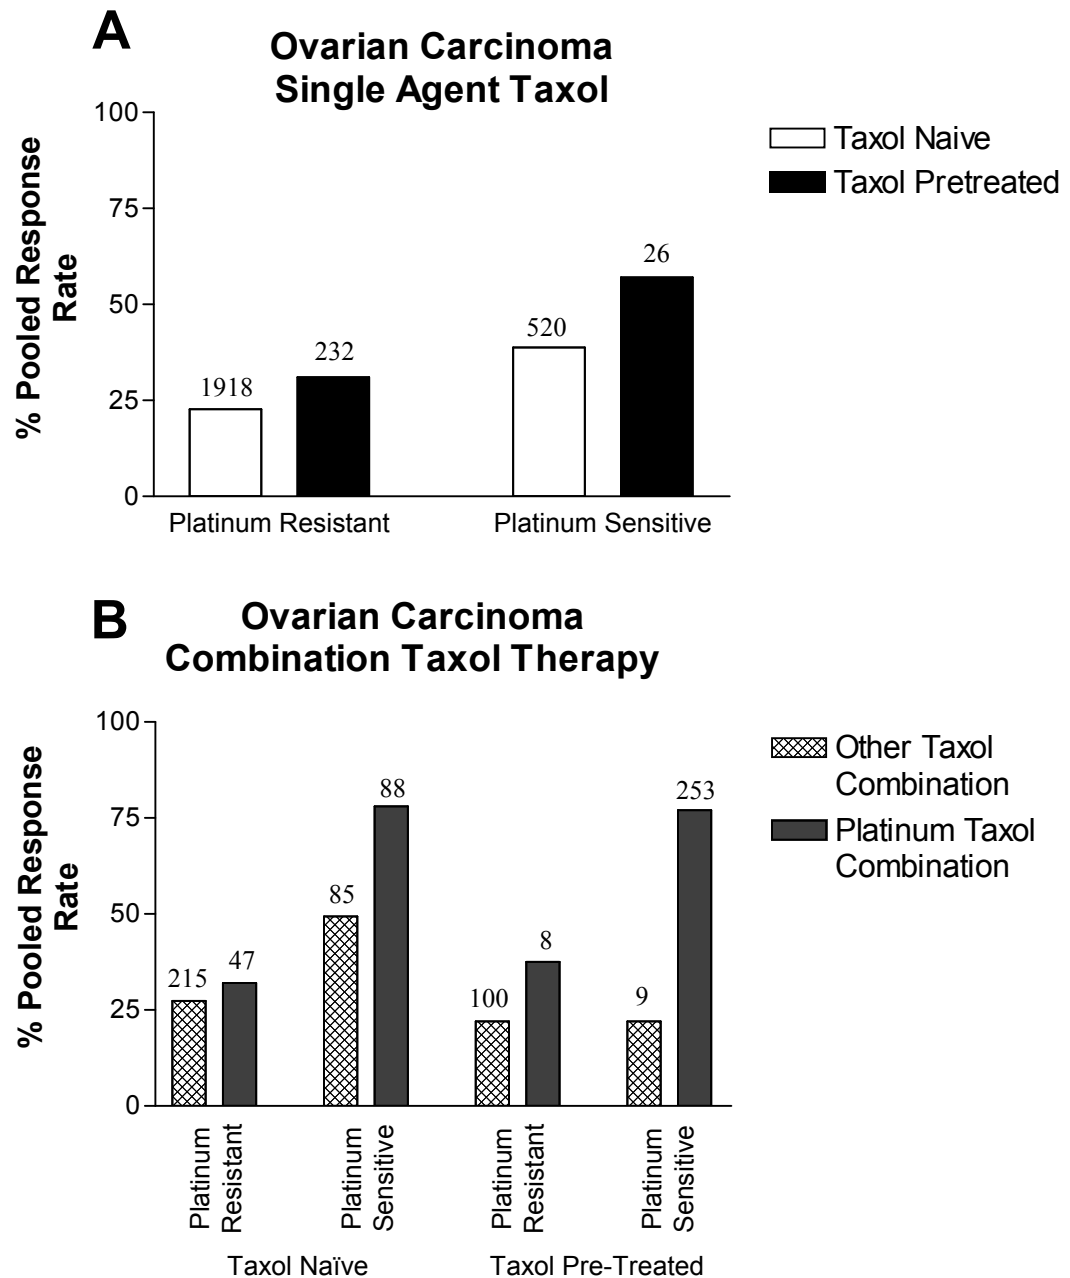 A
Ovarian Carcinoma
Single Agent Taxol
% Pooled Response
Rate
100
75
50
25
0
1918
232
520
26
Platinum Resistant
Platinum Sensitive
Taxol Naive
Taxol Pretreated
B
Ovarian Carcinoma
Combination Taxol Therapy
% Pooled Response
Rate
100
75
50
25
0
215
47
85
88
100
8
9
253
Platinum
Resistant
Platinum
Sensitive
Platinum
Resistant
Platinum
Sensitive
Taxol Naïve
Taxol Pre-Treated
Other Taxol
Combination
Platinum Taxol
Combination